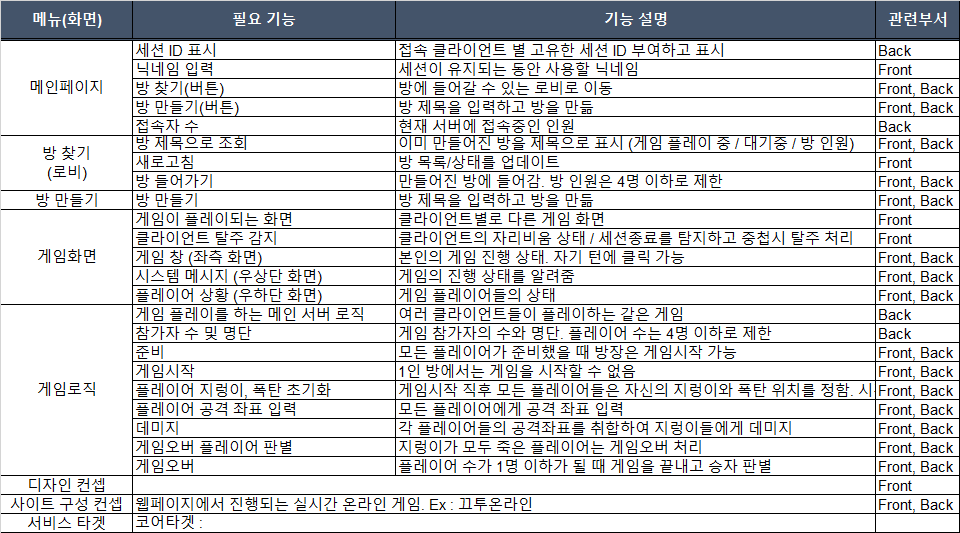 메뉴(화면) 필요 기능 기능 설명 관련부서
메인페이지
세션 ID 표시 접속 클라이언트 별 고유한 세션 ID 부여하고 표시 Back
닉네임 입력 세션이 유지되는 동안 사용할 닉네임 Front
방 찾기(버튼) 방에 들어갈 수 있는 로비로 이동 Front, Back
방 만들기(버튼) 방 제목을 입력하고 방을 만듦 Front, Back
접속자 수 현재 서버에 접속중인 인원 Back
방 찾기
(로비)
방 제목으로 조회 이미 만들어진 방을 제목으로 표시 (게임 플레이 중 / 대기중 / 방 인원) Front, Back
새로고침 방 목록/상태를 업데이트 Front
방 들어가기 만들어진 방에 들어감. 방 인원은 4명 이하로 제한 Front, Back
방 만들기 방 만들기 방 제목을 입력하고 방을 만듦 Front, Back
게임화면
게임이 플레이되는 화면 클라이언트별로 다른 게임 화면 Front
클라이언트 탈주 감지 클라이언트의 자리비움 상태 / 세션종료를 탐지하고 중첩시 탈주 처리 Front, Back
게임 창 (좌측 화면) 본인의 게임 진행 상태. 자기 턴에 클릭 가능 Front, Back
시스템 메시지 (우상단 화면) 게임의 진행 상태를 알려줌 Front, Back
플레이어 상황 (우하단 화면) 게임 플레이어들의 상태 Front, Back
게임로직
게임 플레이를 하는 메인 서버 로직 여러 클라이언트들이 플레이하는 같은 게임 Back
참가자 수 및 명단 게임 참가자의 수와 명단. 플레이어 수는 4명 이하로 제한 Back
준비 모든 플레이어가 준비했을 때 방장은 게임시작 가능 Front, Back
게임시작 1인 방에서는 게임을 시작할 수 없음 Front, Back
플레이어 지렁이, 폭탄 초기화 게임시작 직후 모든 플레이어들은 자신의 지렁이와 폭탄 위치를 정함. 시 Front, Back
플레이어 공격 좌표 입력 모든 플레이어에게 공격 좌표 입력 Front, Back
데미지 각 플레이어들의 공격좌표를 취합하여 지렁이들에게 데미지 Front, Back
게임오버 플레이어 판별 지렁이가 모두 죽은 플레이어는 게임오버 처리 Front, Back
게임오버 플레이어 수가 1명 이하가 될 때 게임을 끝내고 승자 판별 Front, Back
디자인 컨셉 Front
사이트 구성 컨셉 웹페이지에서 진행되는 실시간 온라인 게임. Ex : 끄투온라인 Front, Back
서비스 타겟 코어타겟 :